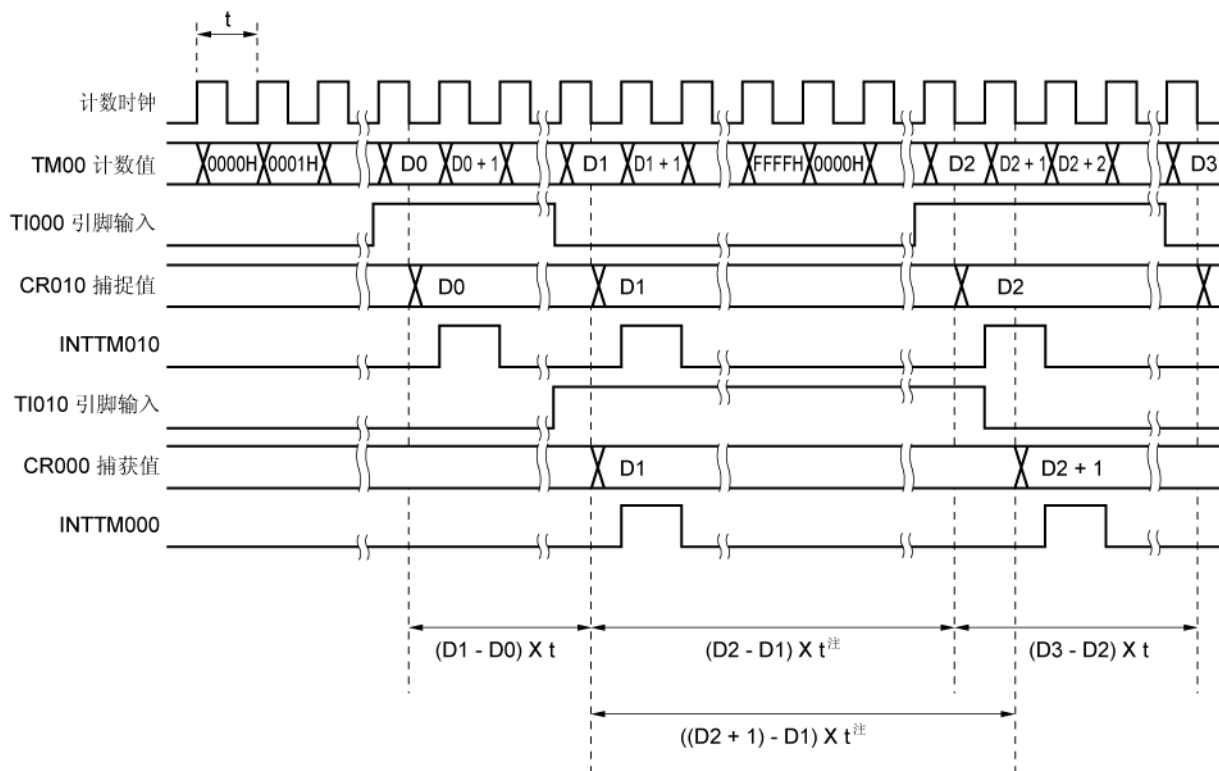 t
计数时钟
TM00 计数值 0000H 0001H D0 D0 + 1 D1 D1 + 1 FFFFH 0000H D2 D2 + 1 D2 + 2 D3
TI000 引脚输入
CR010 捕捉值 D0 D1 D2
INTTM010
TI010 引脚输入
CR000 捕获值 D1 D2 + 1
INTTM000
(D1 - D0) X t (D2 - D1) X t注 (D3 - D2) X t
((D2 + 1) - D1) X t注